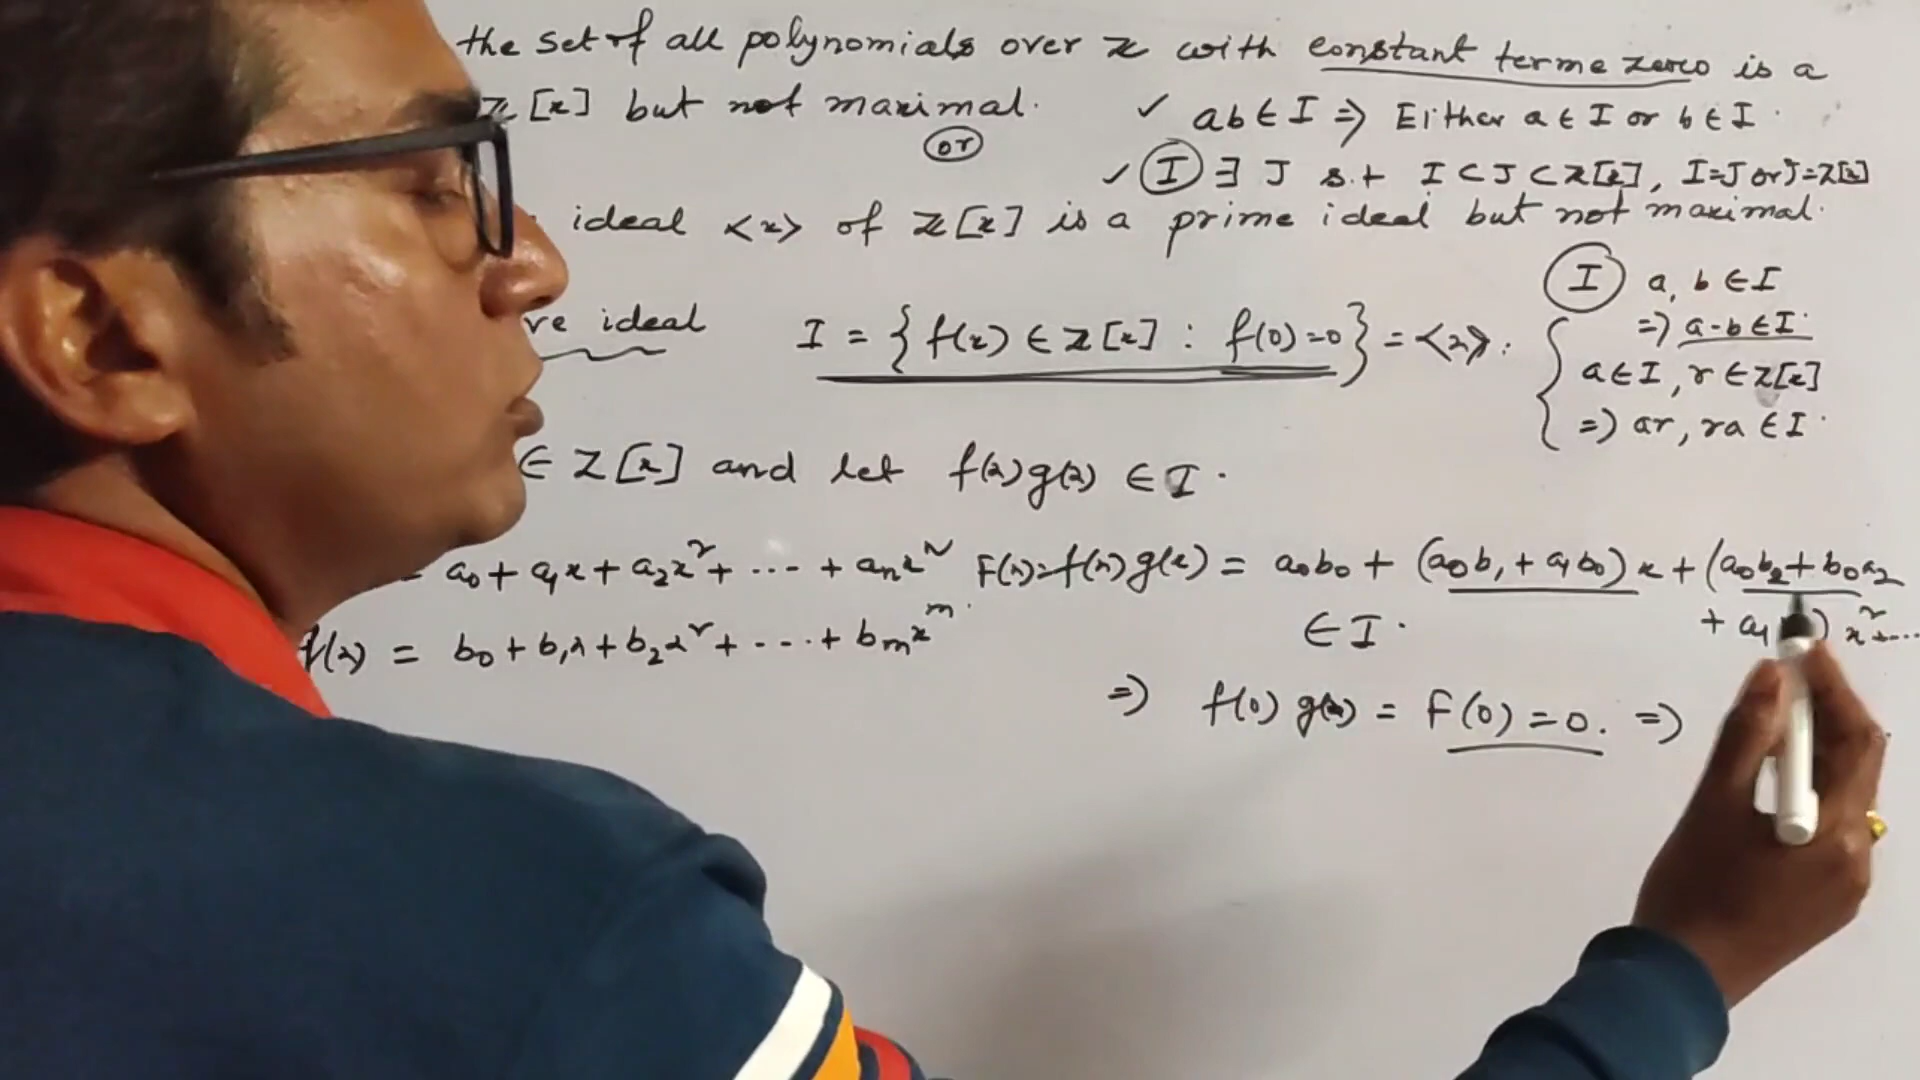 the set of all polynomials over Z with constant terme zero is a
Z[x] but not maximal.
(or)
✓ ab ∈ I ⇒ Either a ∈ I or b ∈ I.
✓ I ∃ J s.t I ⊂ J ⊂ Z[x], I=J or J=Z[x]
ideal <x> of Z[x] is a prime ideal but not maximal.
ideal I = {f(x) ∈ Z[x] : f(0)=0} = <x>.
I a, b ∈ I
⇒ a-b ∈ I.
a ∈ I, r ∈ Z[x]
⇒ ar, ra ∈ I.
∈ Z[x] and let f(x)g(x) ∈ I.
= a₀ + a₁x + a₂x² + ... + aₙxⁿ
f(x) = b₀ + b₁x + b₂x² + ... + bₘxᵐ.
F(x)=f(x)g(x) = a₀b₀ + (a₀b₁ + a₁b₀)x + (a₀b₂ + b₀a₂
+ a₁ ) x²+...
∈ I.
⇒ f(0) g(0) = F(0) = 0. ⇒